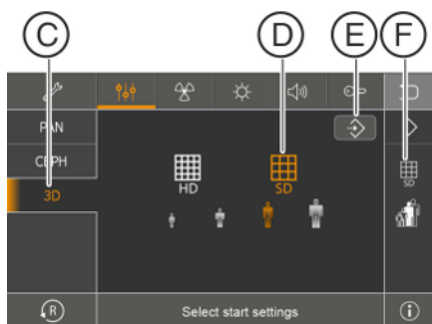 C D E F
PAN
CEPH
3D
HD SD SD
R Select start settings i